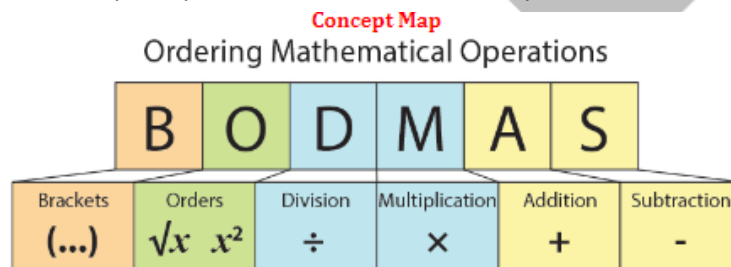 Concept Map
Ordering Mathematical Operations
B O D M A S
Brackets Orders Division Multiplication Addition Subtraction
(...) √x x² ÷ × + -